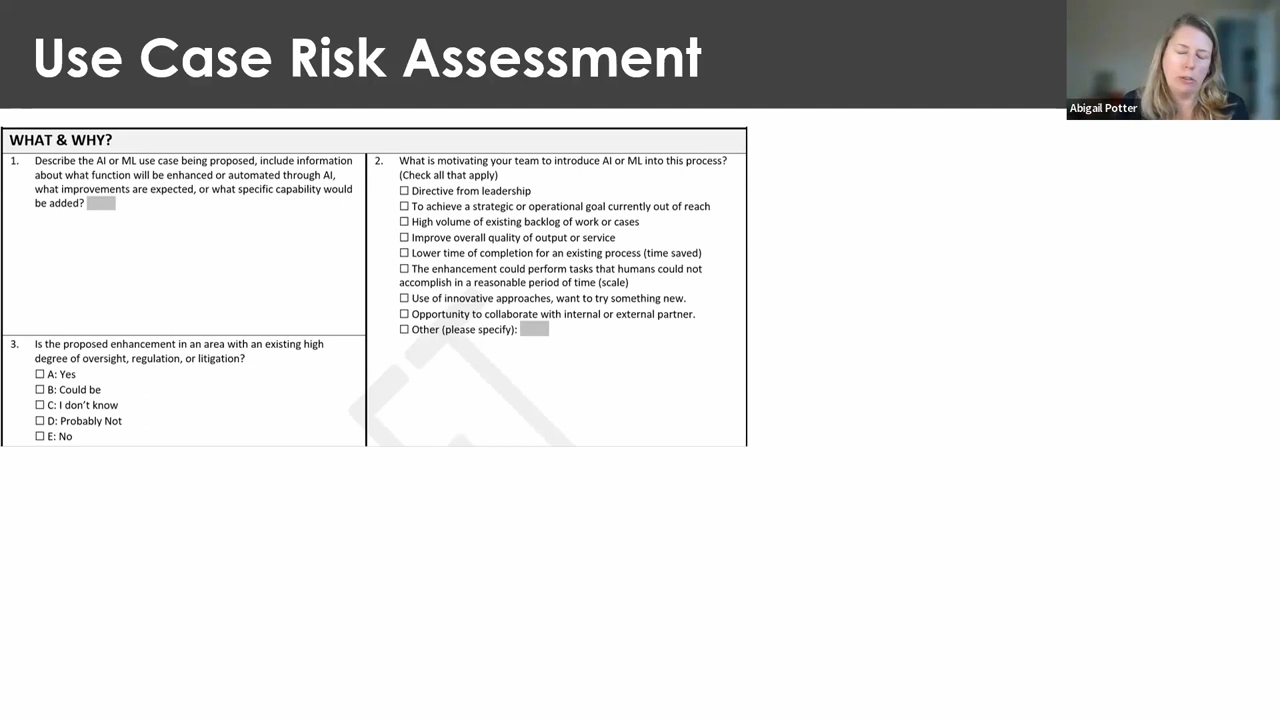 Use Case Risk Assessment
Abigail Potter
WHAT & WHY?
1. Describe the AI or ML use case being proposed, include information
about what function will be enhanced or automated through AI,
what improvements are expected, or what specific capability would
be added?
2. What is motivating your team to introduce AI or ML into this process?
(Check all that apply)
☐ Directive from leadership
☐ To achieve a strategic or operational goal currently out of reach
☐ High volume of existing backlog of work or cases
☐ Improve overall quality of output or service
☐ Lower time of completion for an existing process (time saved)
☐ The enhancement could perform tasks that humans could not
accomplish in a reasonable period of time (scale)
☐ Use of innovative approaches, want to try something new.
☐ Opportunity to collaborate with internal or external partner.
☐ Other (please specify):
3. Is the proposed enhancement in an area with an existing high
degree of oversight, regulation, or litigation?
☐ A: Yes
☐ B: Could be
☐ C: I don't know
☐ D: Probably Not
☐ E: No